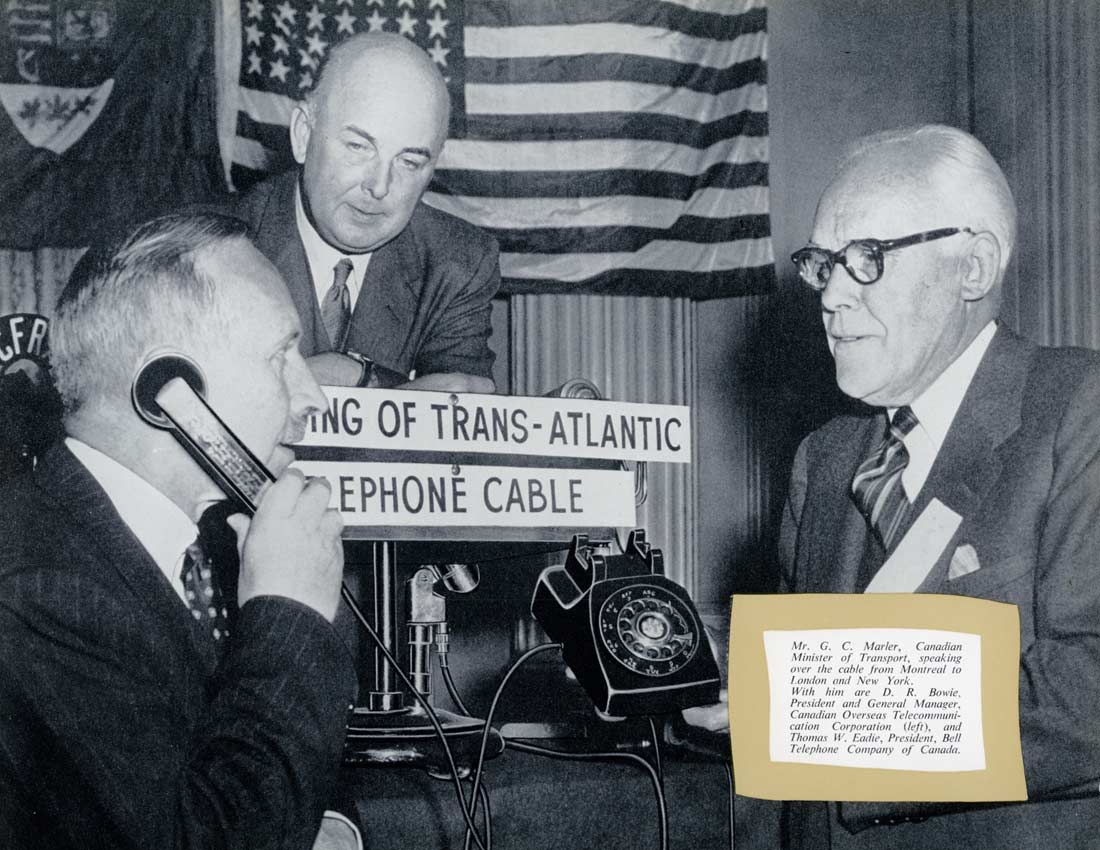 CFR
ING OF TRANS-ATLANTIC
LEPHONE CABLE
Mr. G. C. Marler, Canadian
Minister of Transport, speaking
over the cable from Montreal to
London and New York.
With him are D. R. Bowie,
President and General Manager,
Canadian Overseas Telecommuni-
cation Corporation (left), and
Thomas W. Eadie, President, Bell
Telephone Company of Canada.